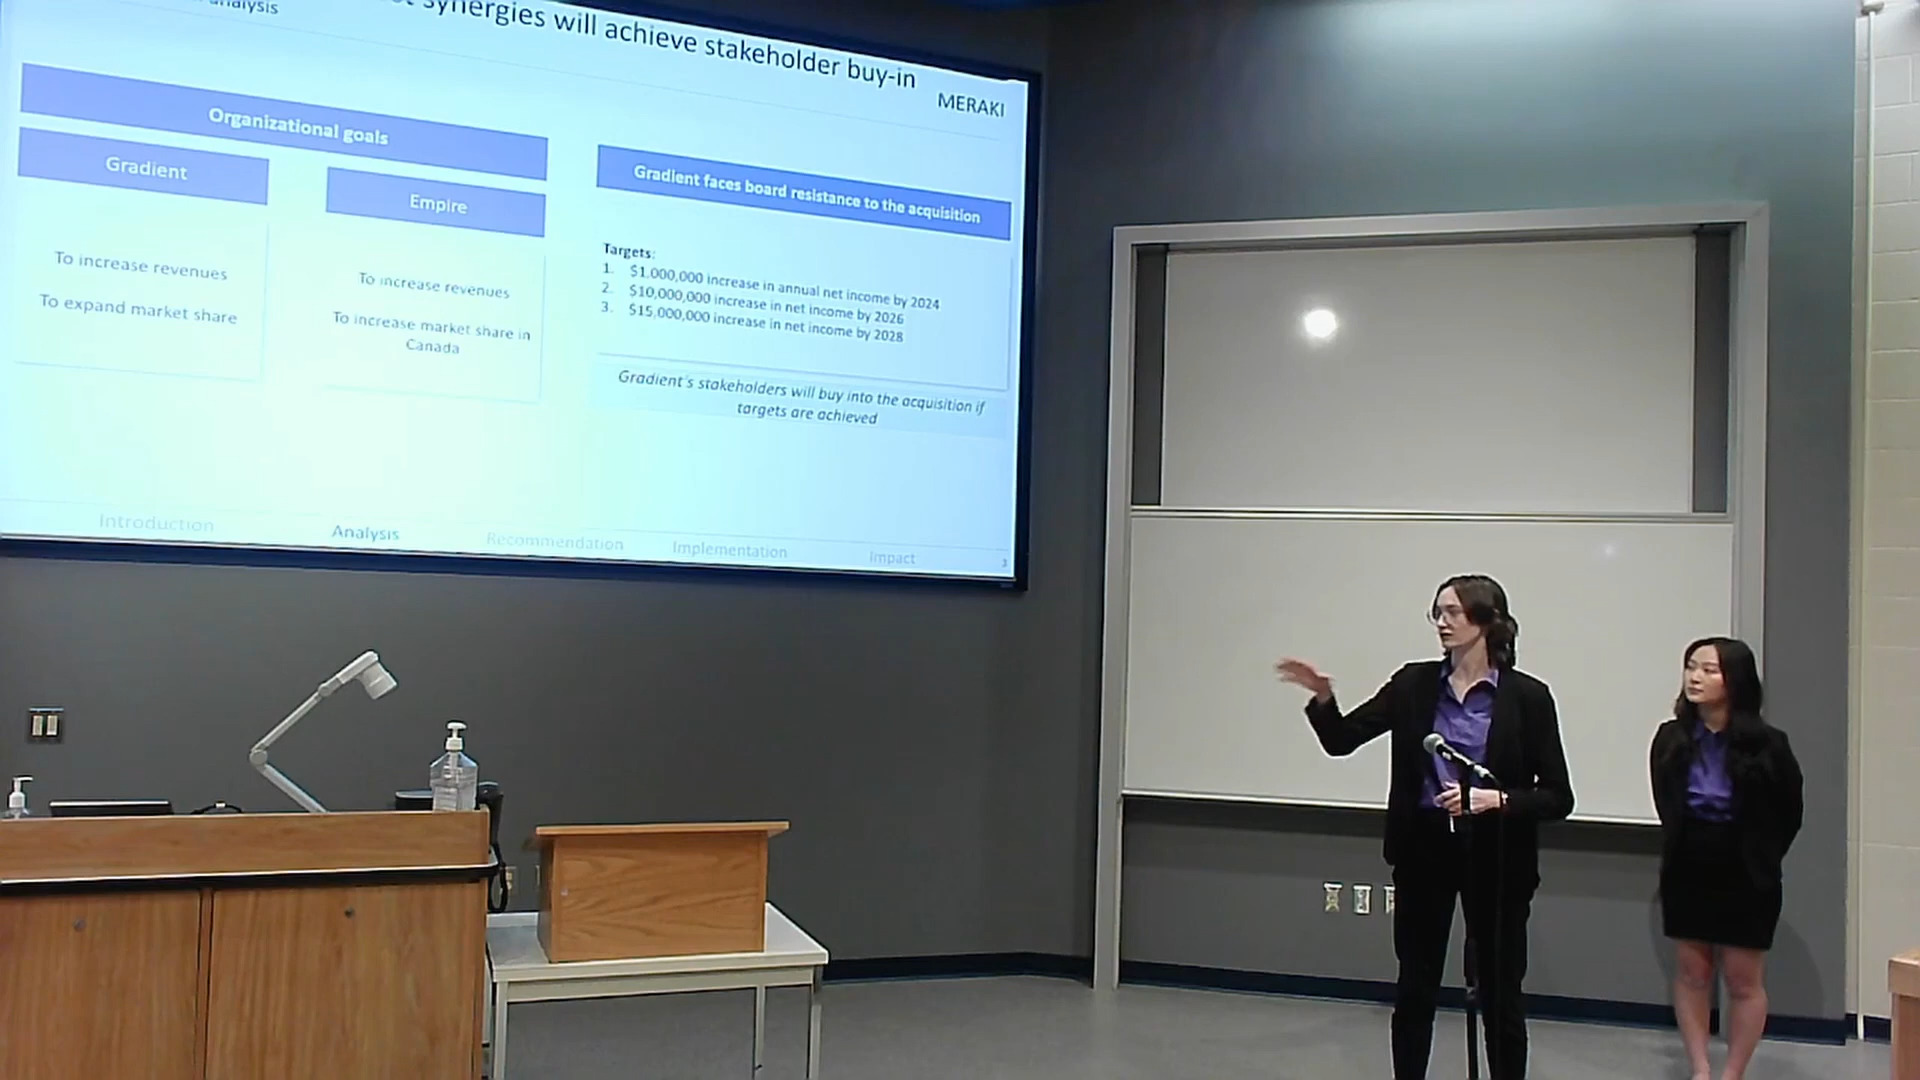 analysis
synergies will achieve stakeholder buy-in
MERAKI
Organizational goals
Gradient
Empire
To increase revenues
To expand market share
To increase revenues
To increase market share in
Canada
Gradient faces board resistance to the acquisition
Targets:
1. $1,000,000 increase in annual net income by 2024
2. $10,000,000 increase in net income by 2026
3. $15,000,000 increase in net income by 2028
Gradient's stakeholders will buy into the acquisition if
targets are achieved
Introduction
Analysis
Recommendation
Implementation
Impact
3